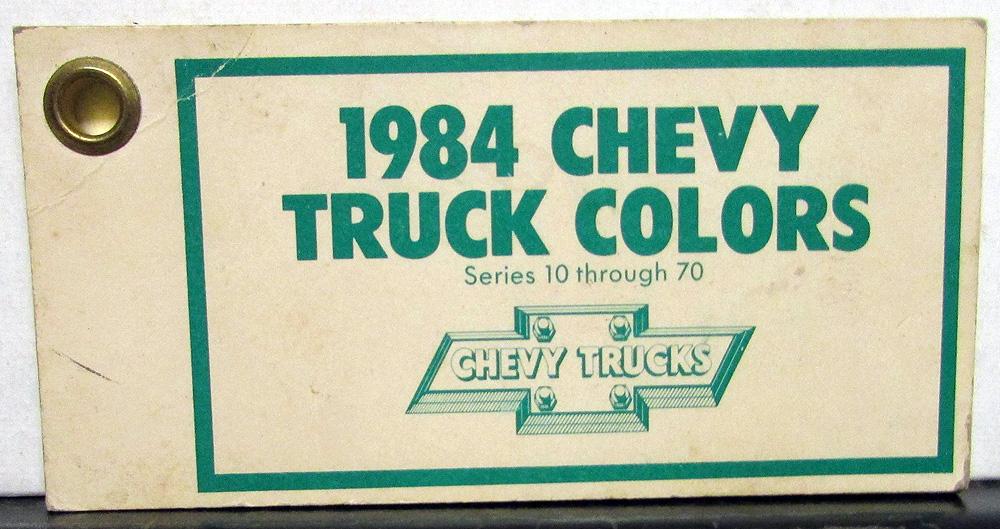 1984 CHEVY
TRUCK COLORS
Series 10 through 70
CHEVY TRUCKS